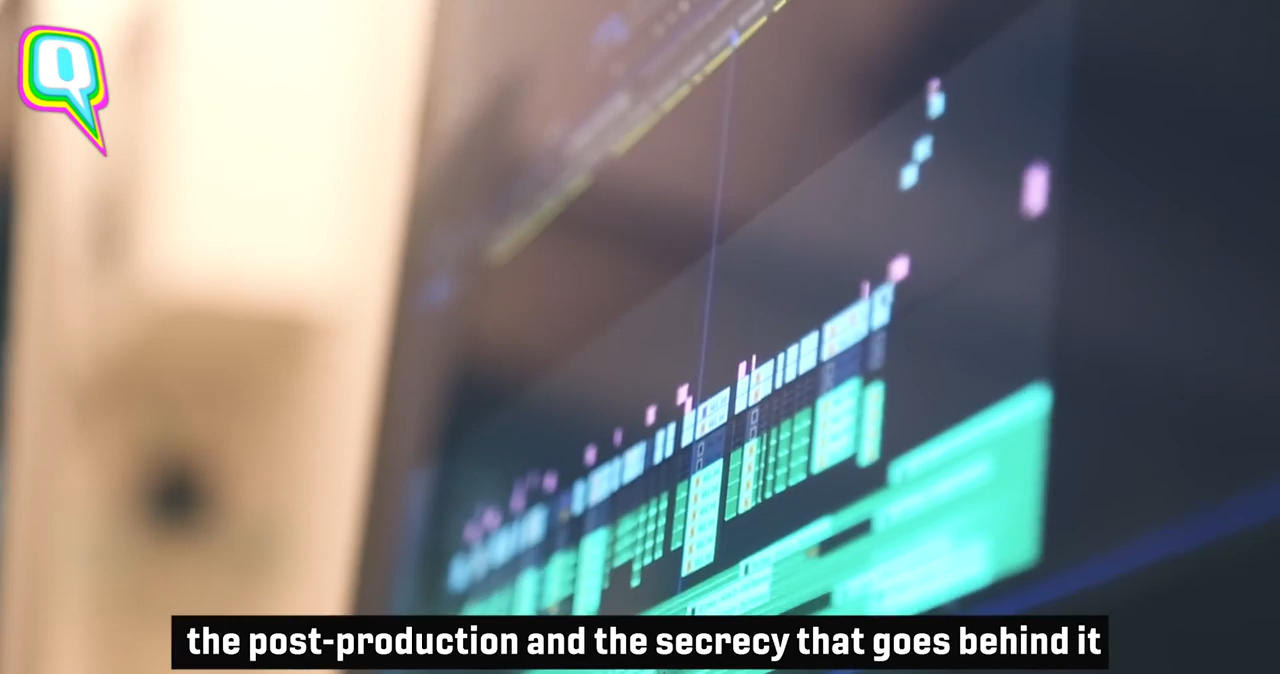 Q
the post-production and the secrecy that goes behind it